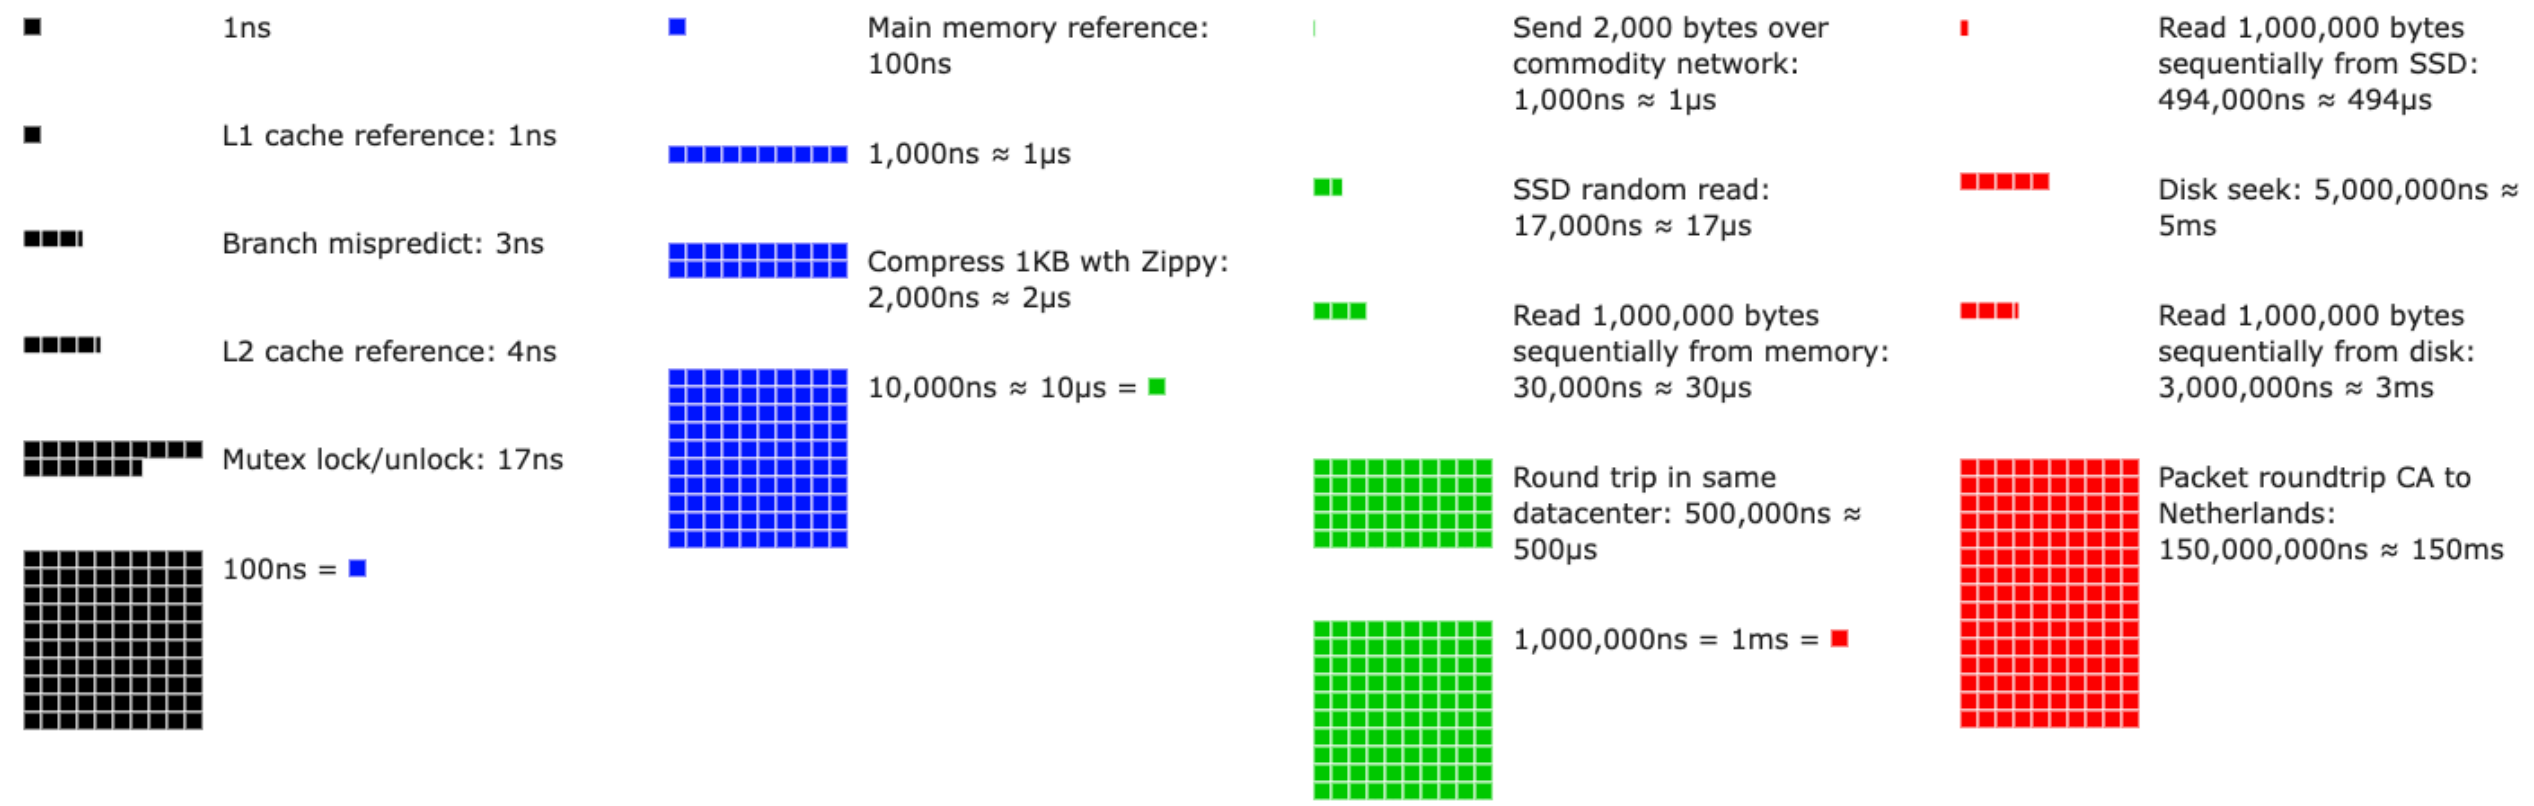 1ns
L1 cache reference: 1ns
Branch mispredict: 3ns
L2 cache reference: 4ns
Mutex lock/unlock: 17ns
100ns =
Main memory reference:
100ns
1,000ns ≈ 1μs
Compress 1KB wth Zippy:
2,000ns ≈ 2μs
10,000ns ≈ 10μs =
Send 2,000 bytes over
commodity network:
1,000ns ≈ 1μs
SSD random read:
17,000ns ≈ 17μs
Read 1,000,000 bytes
sequentially from memory:
30,000ns ≈ 30μs
Round trip in same
datacenter: 500,000ns ≈
500μs
1,000,000ns = 1ms =
Read 1,000,000 bytes
sequentially from SSD:
494,000ns ≈ 494μs
Disk seek: 5,000,000ns ≈
5ms
Read 1,000,000 bytes
sequentially from disk:
3,000,000ns ≈ 3ms
Packet roundtrip CA to
Netherlands:
150,000,000ns ≈ 150ms